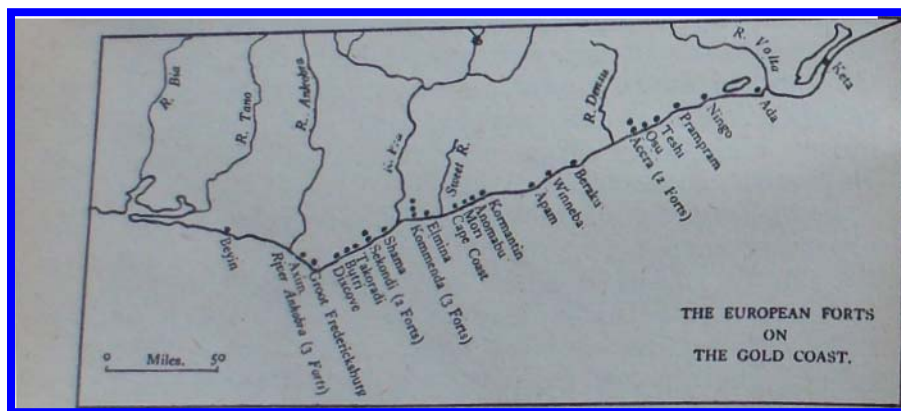 R. Bia
R. Tano
R. Ankobra
R. Pra
Sweet R.
R. Densu
R. Volta
Keta
Ada
Ningo
Prampram
Teshi
Osu
Accra (2 Forts)
Beraku
Winneba
Apam
Kormantin
Anomabu
Mori
Cape Coast
Elmina
Kommenda (3 Forts)
Shama
Sekondi (2 Forts)
Takoradi
Butri
Discove
Groot Fredericksburg
Axim
River Ankobra (3 Forts)
Beyin
0 Miles. 50
THE EUROPEAN FORTS
ON
THE GOLD COAST.